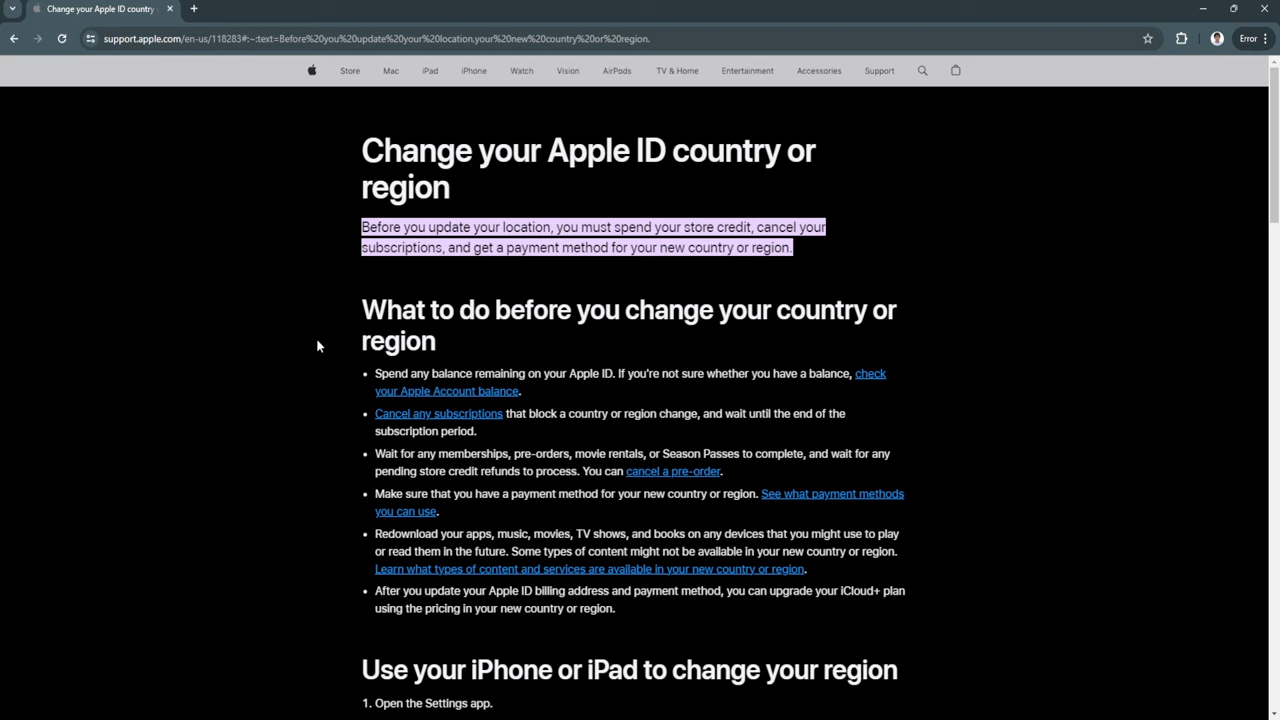 Change your Apple ID country
support.apple.com/en-us/118283#:~:text=Before%20you%20update%20your%20location,your%20new%20country%20or%20region.
Error
Store Mac iPad iPhone Watch Vision AirPods TV & Home Entertainment Accessories Support
Change your Apple ID country or
region
Before you update your location, you must spend your store credit, cancel your
subscriptions, and get a payment method for your new country or region.
What to do before you change your country or
region
• Spend any balance remaining on your Apple ID. If you're not sure whether you have a balance, check
your Apple Account balance.
• Cancel any subscriptions that block a country or region change, and wait until the end of the
subscription period.
• Wait for any memberships, pre-orders, movie rentals, or Season Passes to complete, and wait for any
pending store credit refunds to process. You can cancel a pre-order.
• Make sure that you have a payment method for your new country or region. See what payment methods
you can use.
• Redownload your apps, music, movies, TV shows, and books on any devices that you might use to play
or read them in the future. Some types of content might not be available in your new country or region.
Learn what types of content and services are available in your new country or region.
• After you update your Apple ID billing address and payment method, you can upgrade your iCloud+ plan
using the pricing in your new country or region.
Use your iPhone or iPad to change your region
1. Open the Settings app.